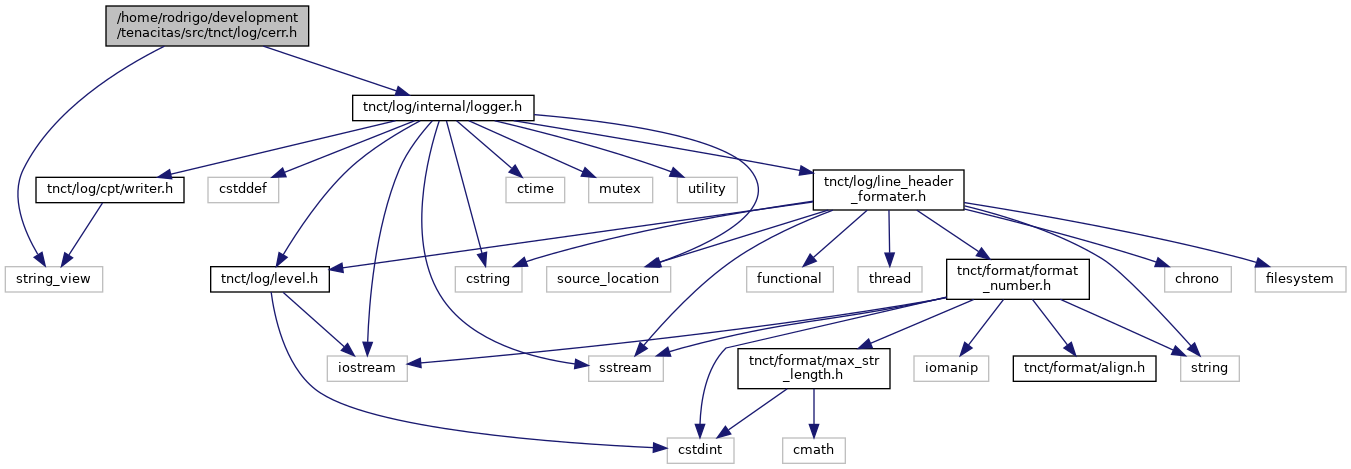 /home/rodrigo/development
/tenacitas/src/tnct/log/cerr.h
tnct/log/internal/logger.h
tnct/log/cpt/writer.h
cstddef
ctime
mutex
utility
tnct/log/line_header
_formater.h
string_view
tnct/log/level.h
cstring
source_location
functional
thread
tnct/format/format
_number.h
chrono
filesystem
iostream
sstream
tnct/format/max_str
_length.h
iomanip
tnct/format/align.h
string
cstdint
cmath